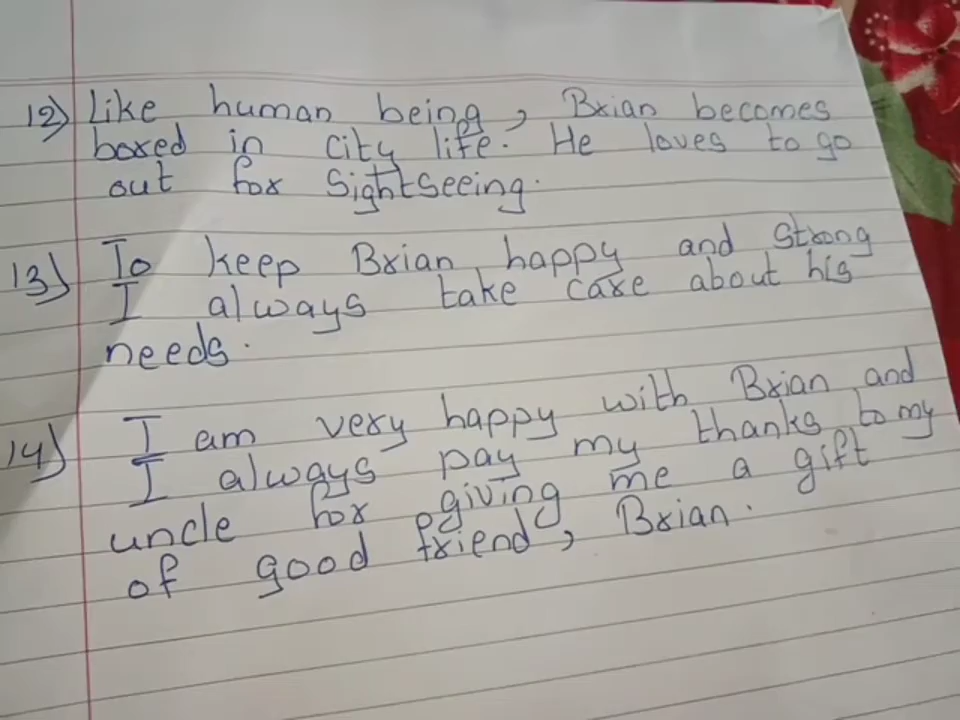 12) Like human being, Brian becomes
bored in city life. He loves to go
out for Sightseeing.
13) To keep Brian happy and Strong
I always take care about his
needs.
14) I am very happy with Brian and
I always pay my thanks to my
uncle for giving me a gift
of good friend, Brian.